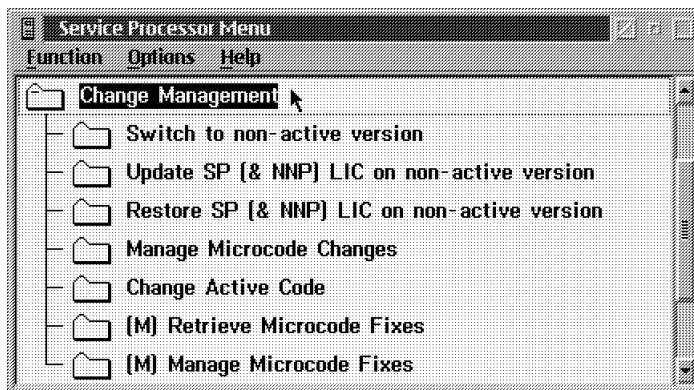 Service Processor Menu
Function Options Help
Change Management
Switch to non-active version
Update SP (& NNP) LIC on non-active version
Restore SP (& NNP) LIC on non-active version
Manage Microcode Changes
Change Active Code
(M) Retrieve Microcode Fixes
(M) Manage Microcode Fixes